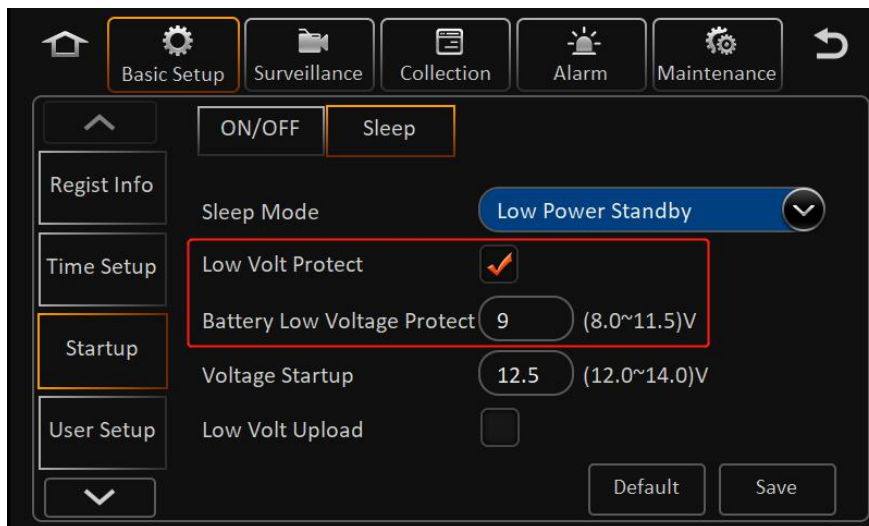 Basic Setup Surveillance Collection Alarm Maintenance
ON/OFF Sleep
Regist Info
Sleep Mode Low Power Standby
Time Setup Low Volt Protect
Battery Low Voltage Protect 9 (8.0~11.5)V
Startup
Voltage Startup 12.5 (12.0~14.0)V
User Setup Low Volt Upload
Default Save